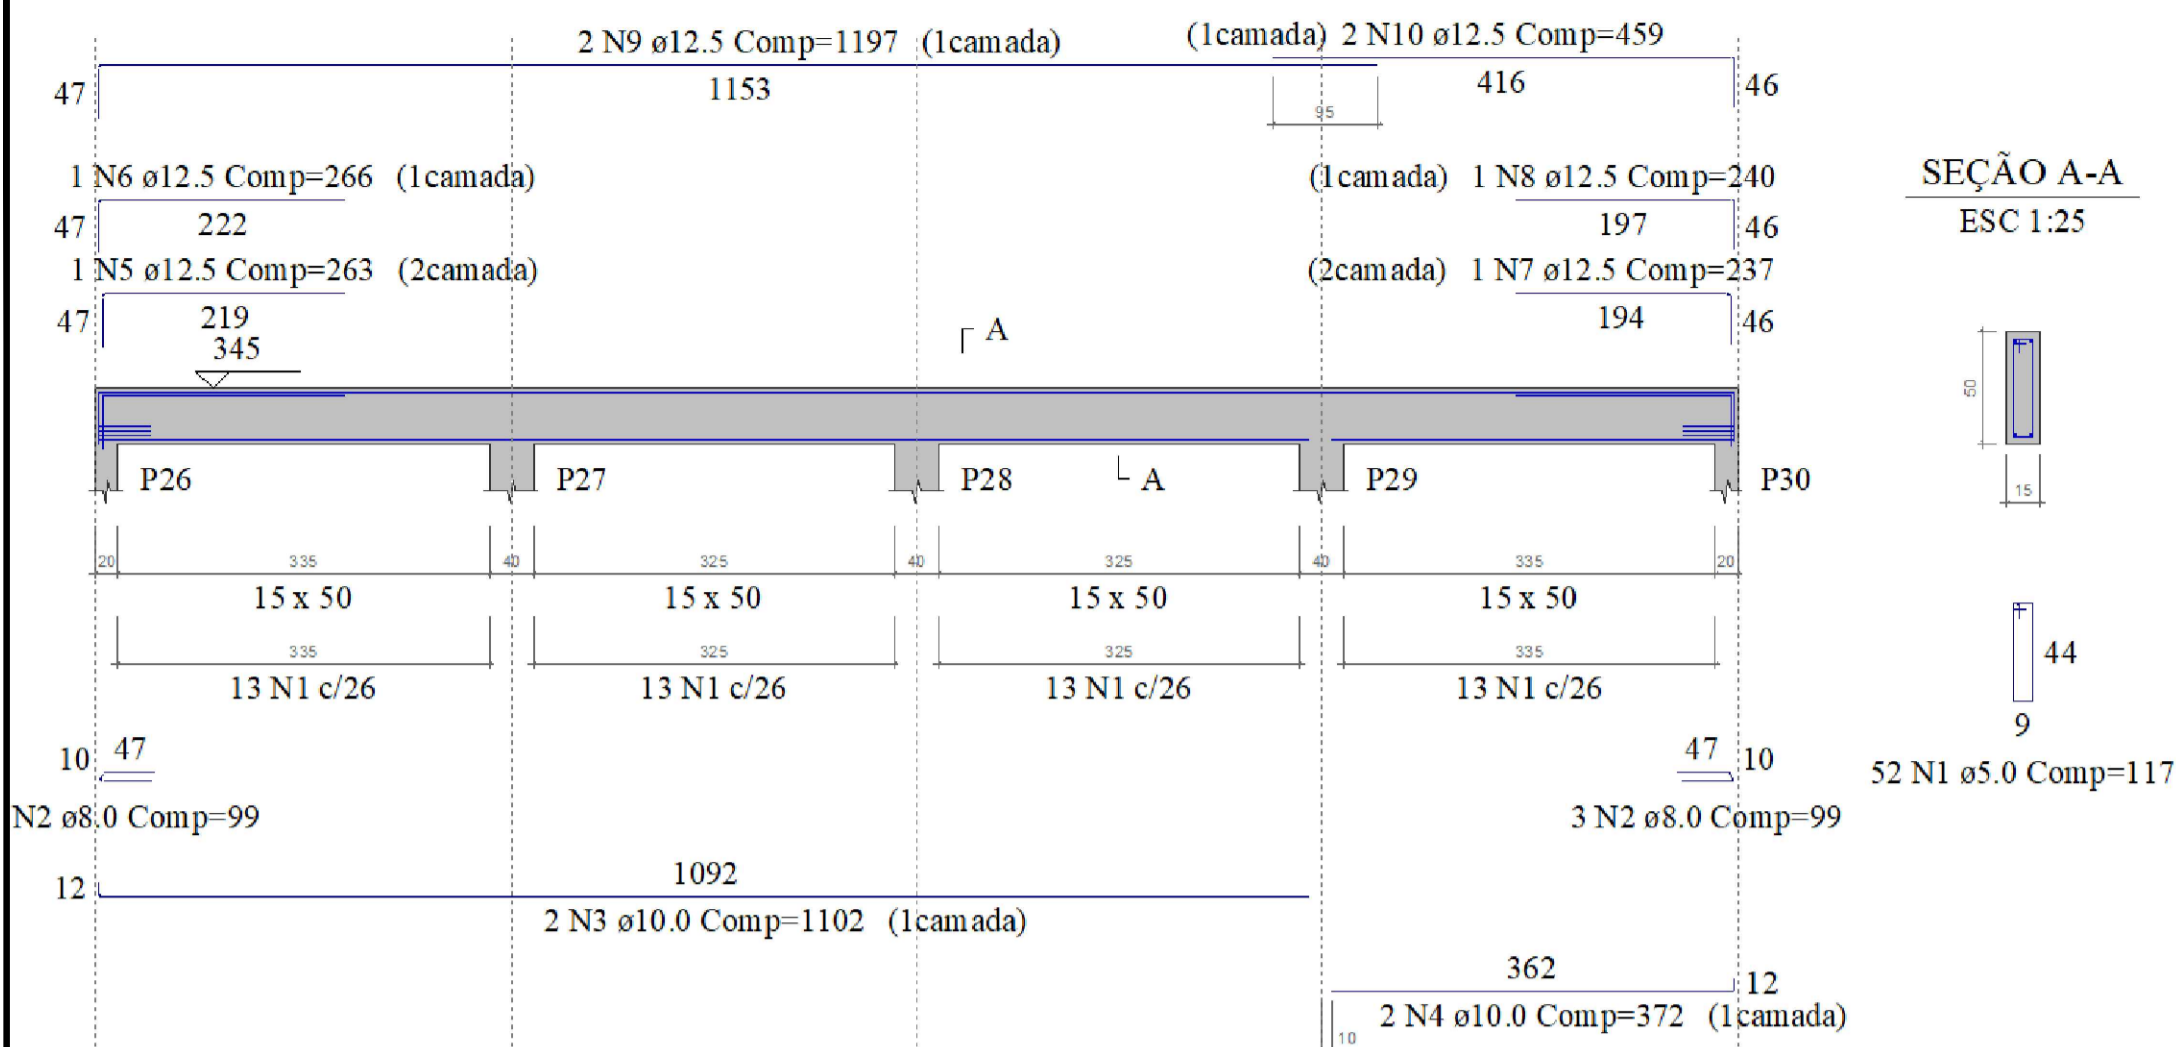 2 N9 ø12.5 Comp=1197 (1camada)
(1camada) 2 N10 ø12.5 Comp=459
47
1153
416
46
95
1 N6 ø12.5 Comp=266 (1camada)
(1camada) 1 N8 ø12.5 Comp=240
SEÇÃO A-A
47
222
197
46
ESC 1:25
1 N5 ø12.5 Comp=263 (2camada)
(2camada) 1 N7 ø12.5 Comp=237
47
219
194
46
345
A
50
P26
P27
P28
A
P29
P30
15
20
335
40
325
40
325
40
335
20
15 x 50
15 x 50
15 x 50
15 x 50
335
325
325
335
44
13 N1 c/26
13 N1 c/26
13 N1 c/26
13 N1 c/26
9
10
47
47
10
52 N1 ø5.0 Comp=117
N2 ø8.0 Comp=99
3 N2 ø8.0 Comp=99
12
1092
2 N3 ø10.0 Comp=1102 (1camada)
362
12
2 N4 ø10.0 Comp=372 (1camada)
10